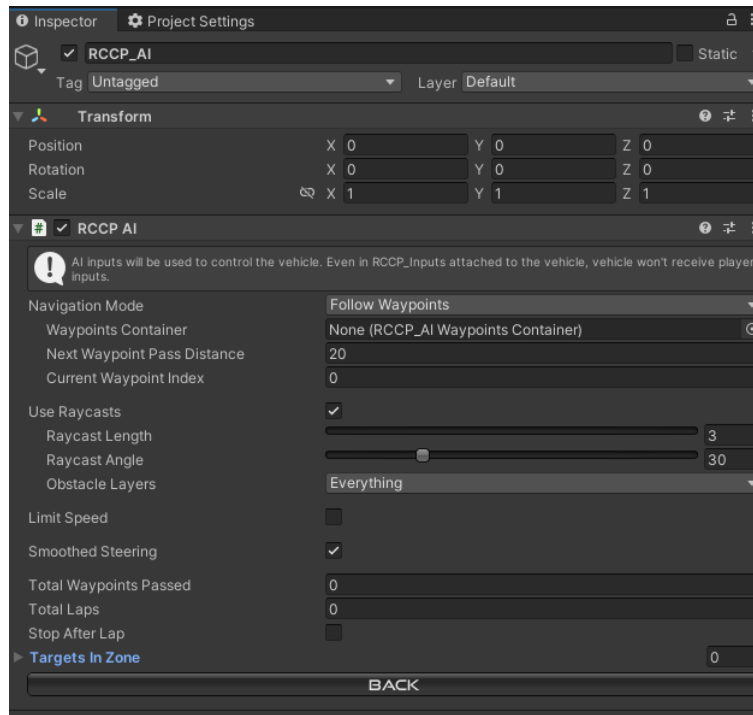 Inspector Project Settings
RCCP_AI Static
Tag Untagged Layer Default
Transform
Position X 0 Y 0 Z 0
Rotation X 0 Y 0 Z 0
Scale X 1 Y 1 Z 1
# RCCP AI
AI inputs will be used to control the vehicle. Even in RCCP_Inputs attached to the vehicle, vehicle won't receive player
inputs.
Navigation Mode Follow Waypoints
Waypoints Container None (RCCP_AI Waypoints Container)
Next Waypoint Pass Distance 20
Current Waypoint Index 0
Use Raycasts
Raycast Length 3
Raycast Angle 30
Obstacle Layers Everything
Limit Speed
Smoothed Steering
Total Waypoints Passed 0
Total Laps 0
Stop After Lap
Targets In Zone 0
BACK